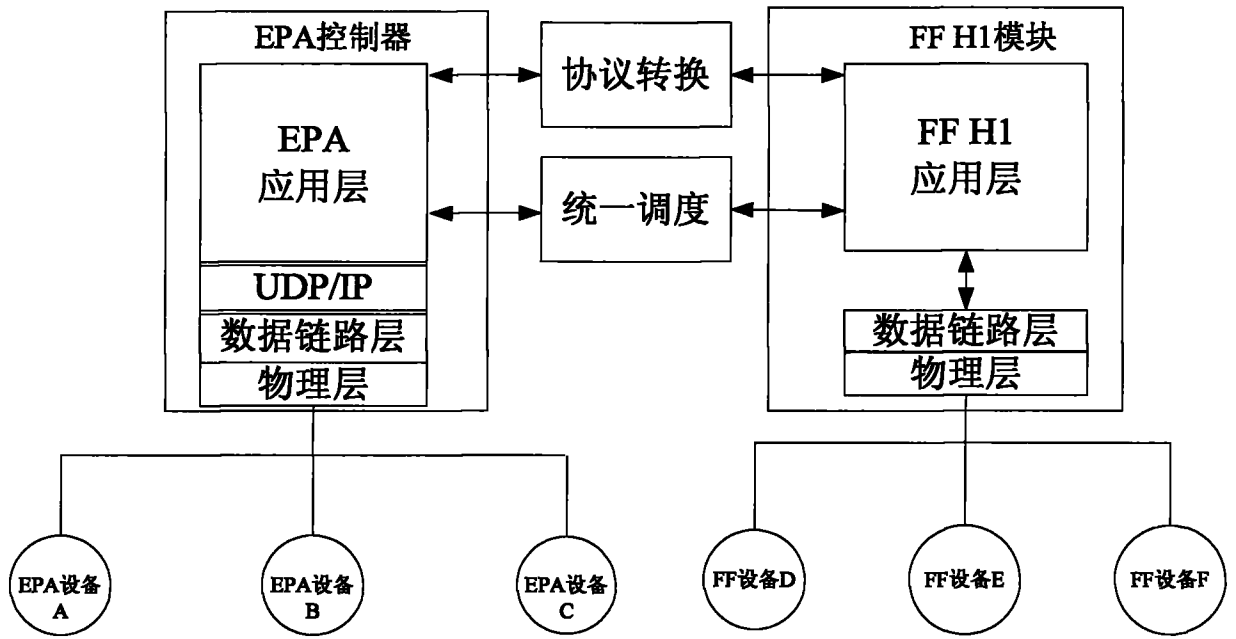 EPA控制器
EPA
应用层
UDP/IP
数据链路层
物理层
协议转换
统一调度
FF H1模块
FF H1
应用层
数据链路层
物理层
EPA设备
A
EPA设备
B
EPA设备
C
FF设备D
FF设备E
FF设备F